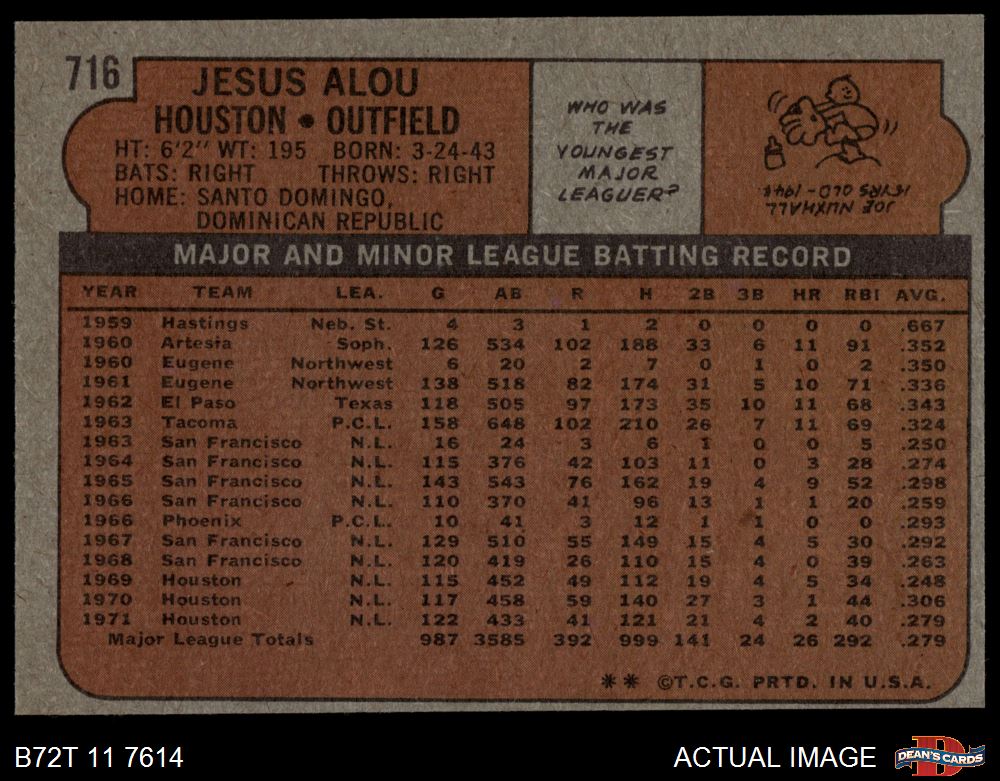 716
JESUS ALOU
HOUSTON • OUTFIELD
HT: 6'2" WT: 195 BORN: 3-24-43
BATS: RIGHT THROWS: RIGHT
HOME: SANTO DOMINGO,
DOMINICAN REPUBLIC
WHO WAS
THE
YOUNGEST
MAJOR
LEAGUER?
JOE NUXHALL
15YRS OLD - 1944.
MAJOR AND MINOR LEAGUE BATTING RECORD
YEAR TEAM LEA. G AB R H 2B 3B HR RBI AVG.
1959 Hastings Neb. St. 4 3 1 2 0 0 0 0 .667
1960 Artesia Soph. 126 534 102 188 33 6 11 91 .352
1960 Eugene Northwest 6 20 2 7 0 1 0 2 .350
1961 Eugene Northwest 138 518 82 174 31 5 10 71 .336
1962 El Paso Texas 118 505 97 173 35 10 11 68 .343
1963 Tacoma P.C.L. 158 648 102 210 26 7 11 69 .324
1963 San Francisco N.L. 16 24 3 6 1 0 0 5 .250
1964 San Francisco N.L. 115 376 42 103 11 0 3 28 .274
1965 San Francisco N.L. 143 543 76 162 19 4 9 52 .298
1966 San Francisco N.L. 110 370 41 96 13 1 1 20 .259
1966 Phoenix P.C.L. 10 41 3 12 1 1 0 0 .293
1967 San Francisco N.L. 129 510 55 149 15 4 5 30 .292
1968 San Francisco N.L. 120 419 26 110 15 4 0 39 .263
1969 Houston N.L. 115 452 49 112 19 4 5 34 .248
1970 Houston N.L. 117 458 59 140 27 3 1 44 .306
1971 Houston N.L. 122 433 41 121 21 4 2 40 .279
Major League Totals 987 3585 392 999 141 24 26 292 .279
** ©T.C.G. PRTD. IN U.S.A.
B72T 11 7614
ACTUAL IMAGE
D
DEAN'S CARDS